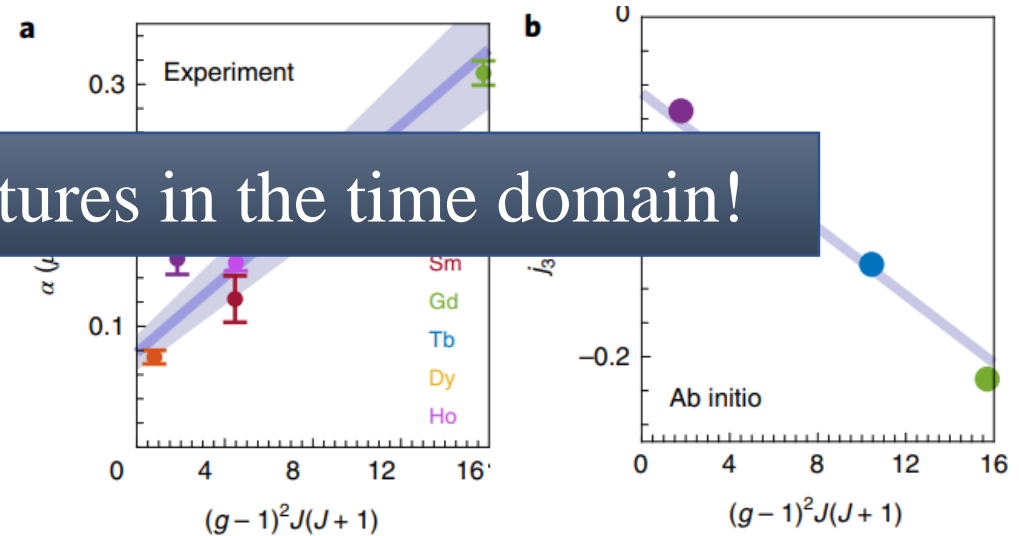 a
Experiment
0.3
0.1
Sm
Gd
Tb
Dy
Ho
0 4 8 12 16
(g – 1)²J(J + 1)
b
0
–0.2
Ab initio
0 4 8 12 16
(g – 1)²J(J + 1)
in the time domain!